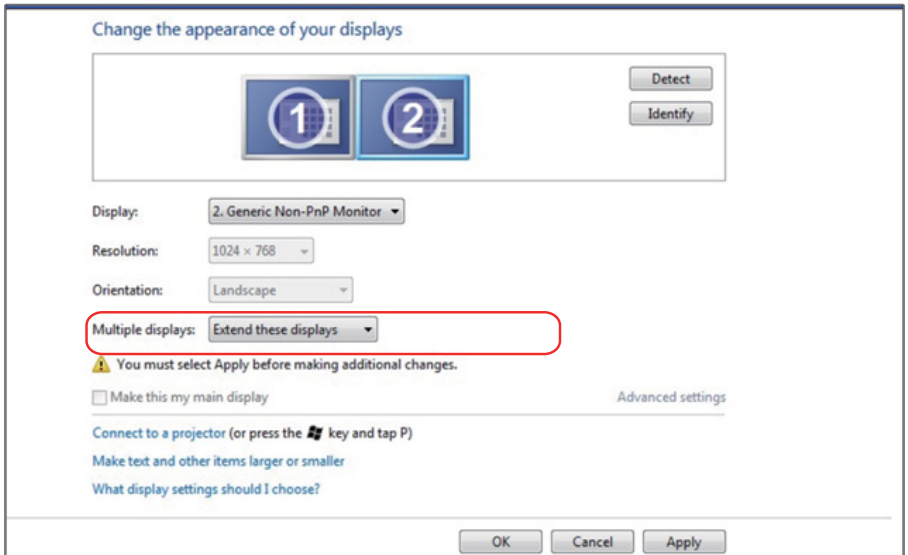 Change the appearance of your displays
1
2
Detect
Identify
Display:
2. Generic Non-PnP Monitor
Resolution:
1024 × 768
Orientation:
Landscape
Multiple displays:
Extend these displays
You must select Apply before making additional changes.
Make this my main display
Advanced settings
Connect to a projector (or press the key and tap P)
Make text and other items larger or smaller
What display settings should I choose?
OK
Cancel
Apply